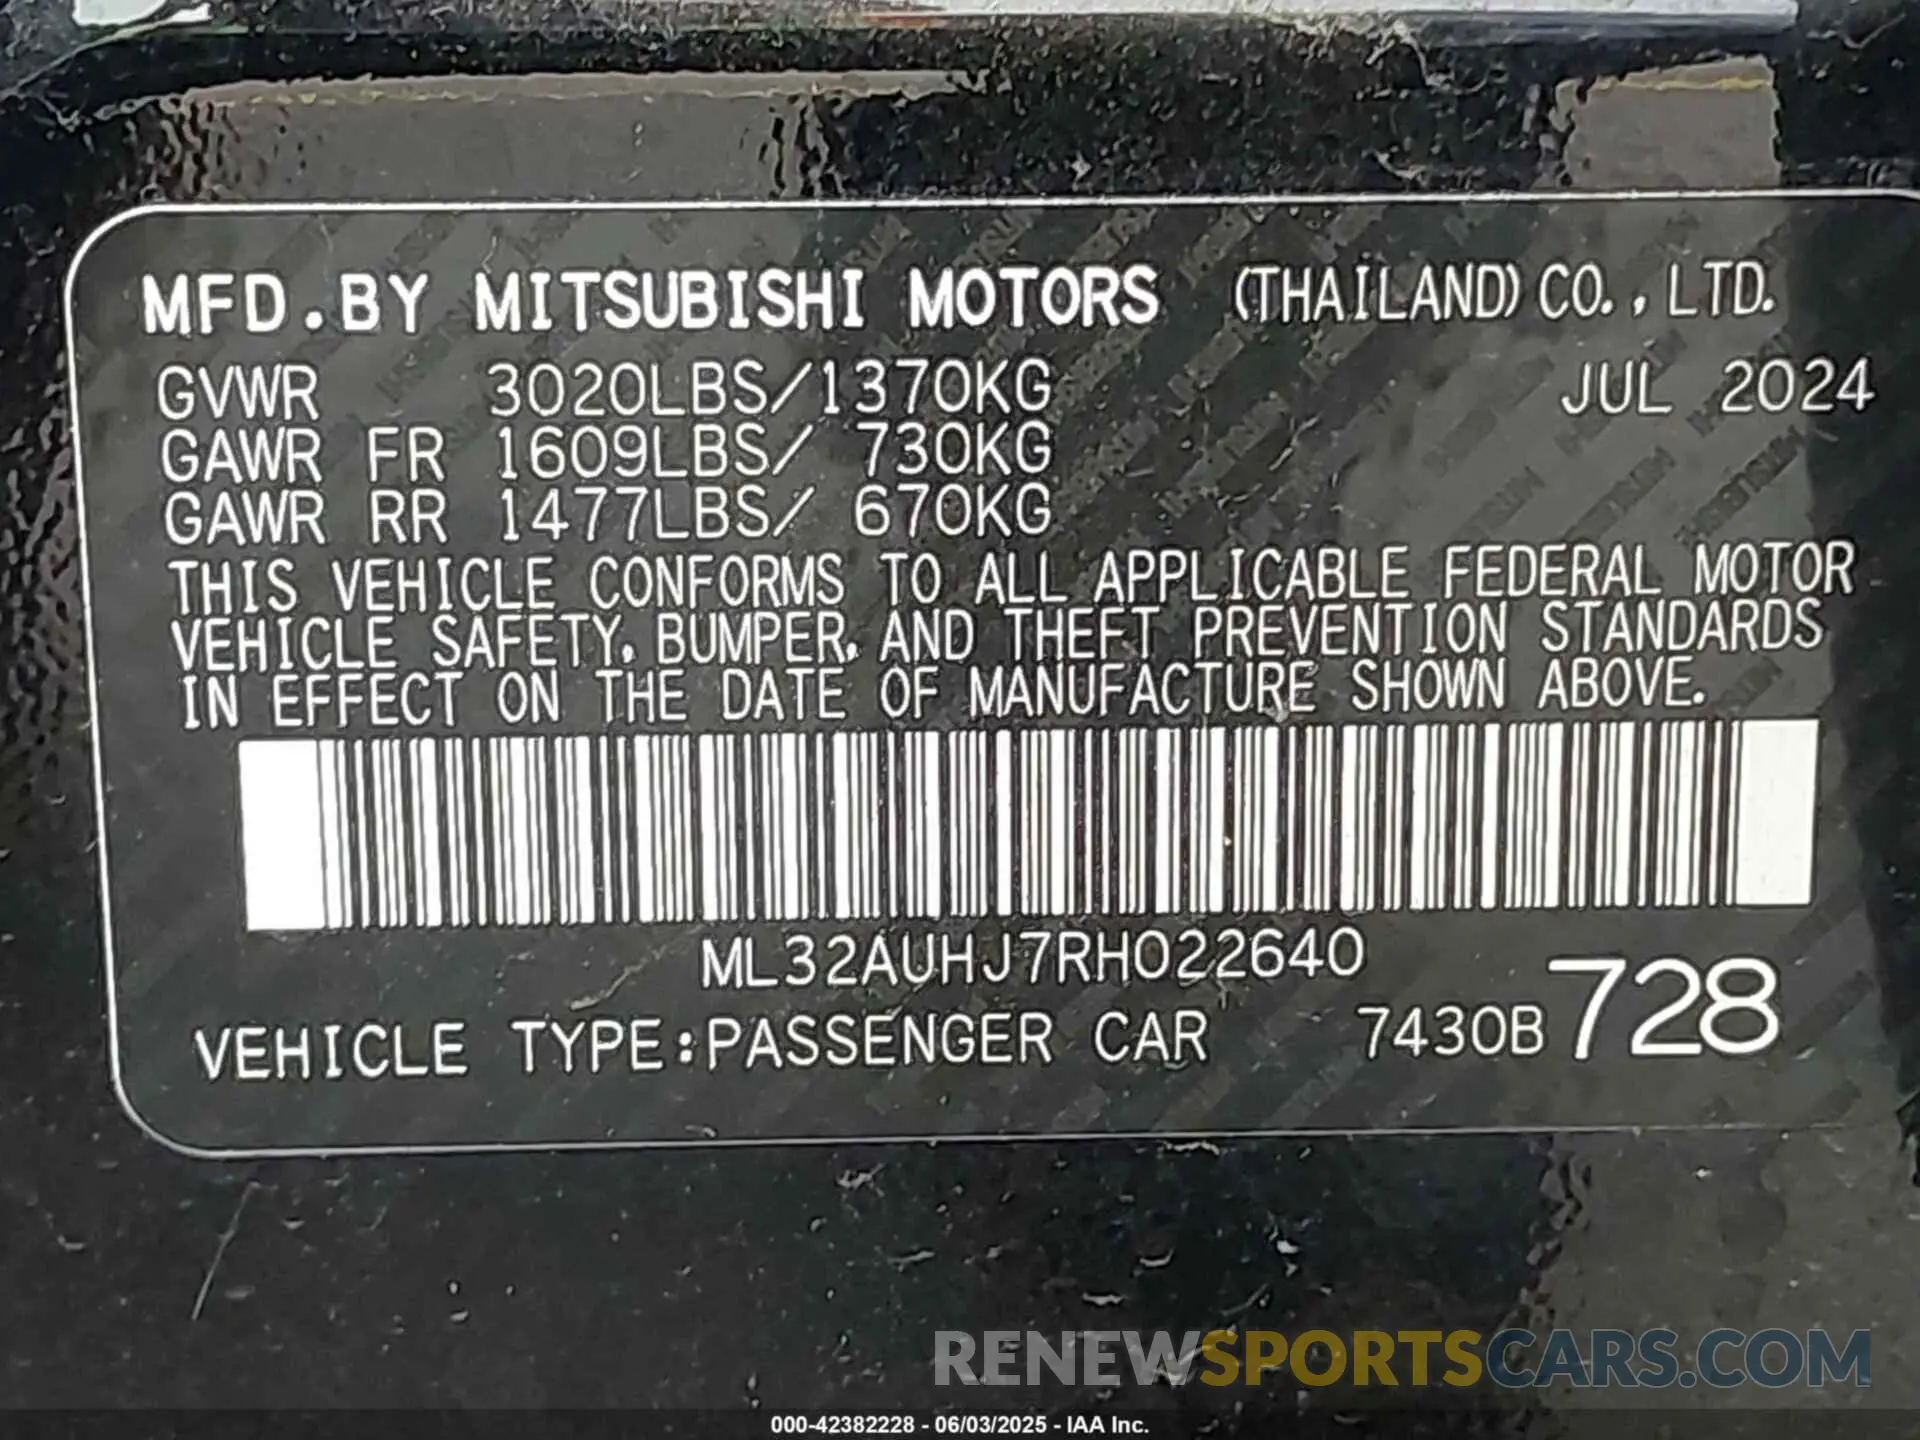 MFD.BY MITSUBISHI MOTORS (THAILAND) CO.,LTD.
GVWR 3020LBS/1370KG JUL 2024
GAWR FR 1609LBS/ 730KG
GAWR RR 1477LBS/ 670KG
THIS VEHICLE CONFORMS TO ALL APPLICABLE FEDERAL MOTOR
VEHICLE SAFETY, BUMPER, AND THEFT PREVENTION STANDARDS
IN EFFECT ON THE DATE OF MANUFACTURE SHOWN ABOVE.
ML32AUHJ7RH022640
VEHICLE TYPE:PASSENGER CAR 7430B 728
RENEWSPORTSCARS.COM
000-42382228 - 06/03/2025 - IAA Inc.